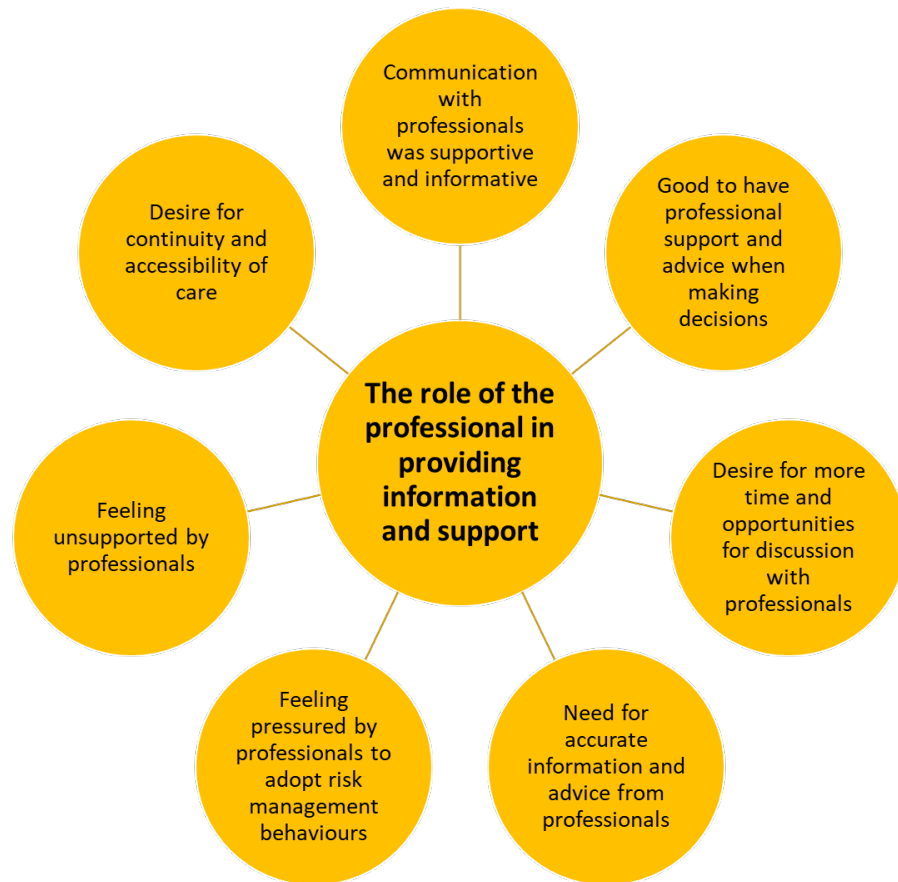 Communication
with
professionals
was supportive
and informative
Good to have
professional
support and
advice when
making
decisions
Desire for more
time and
opportunities
for discussion
with
professionals
Need for
accurate
information and
advice from
professionals
Feeling
pressured by
professionals to
adopt risk
management
behaviours
Feeling
unsupported by
professionals
Desire for
continuity and
accessibility of
care
The role of the
professional in
providing
information
and support